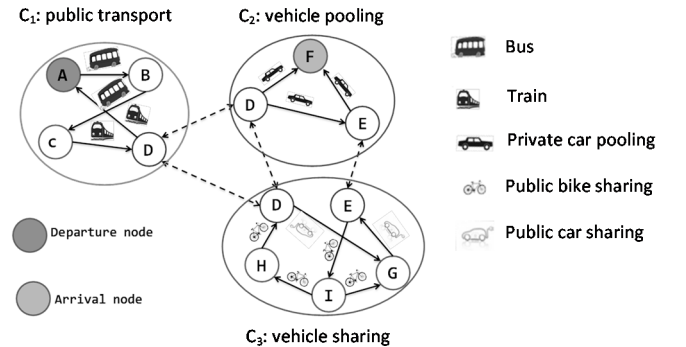 C₁: public transport
C₂: vehicle pooling
A
B
C
D
F
D
E
Bus
Train
Private car pooling
Public bike sharing
Public car sharing
D
E
H
G
I
Departure node
Arrival node
C₃: vehicle sharing